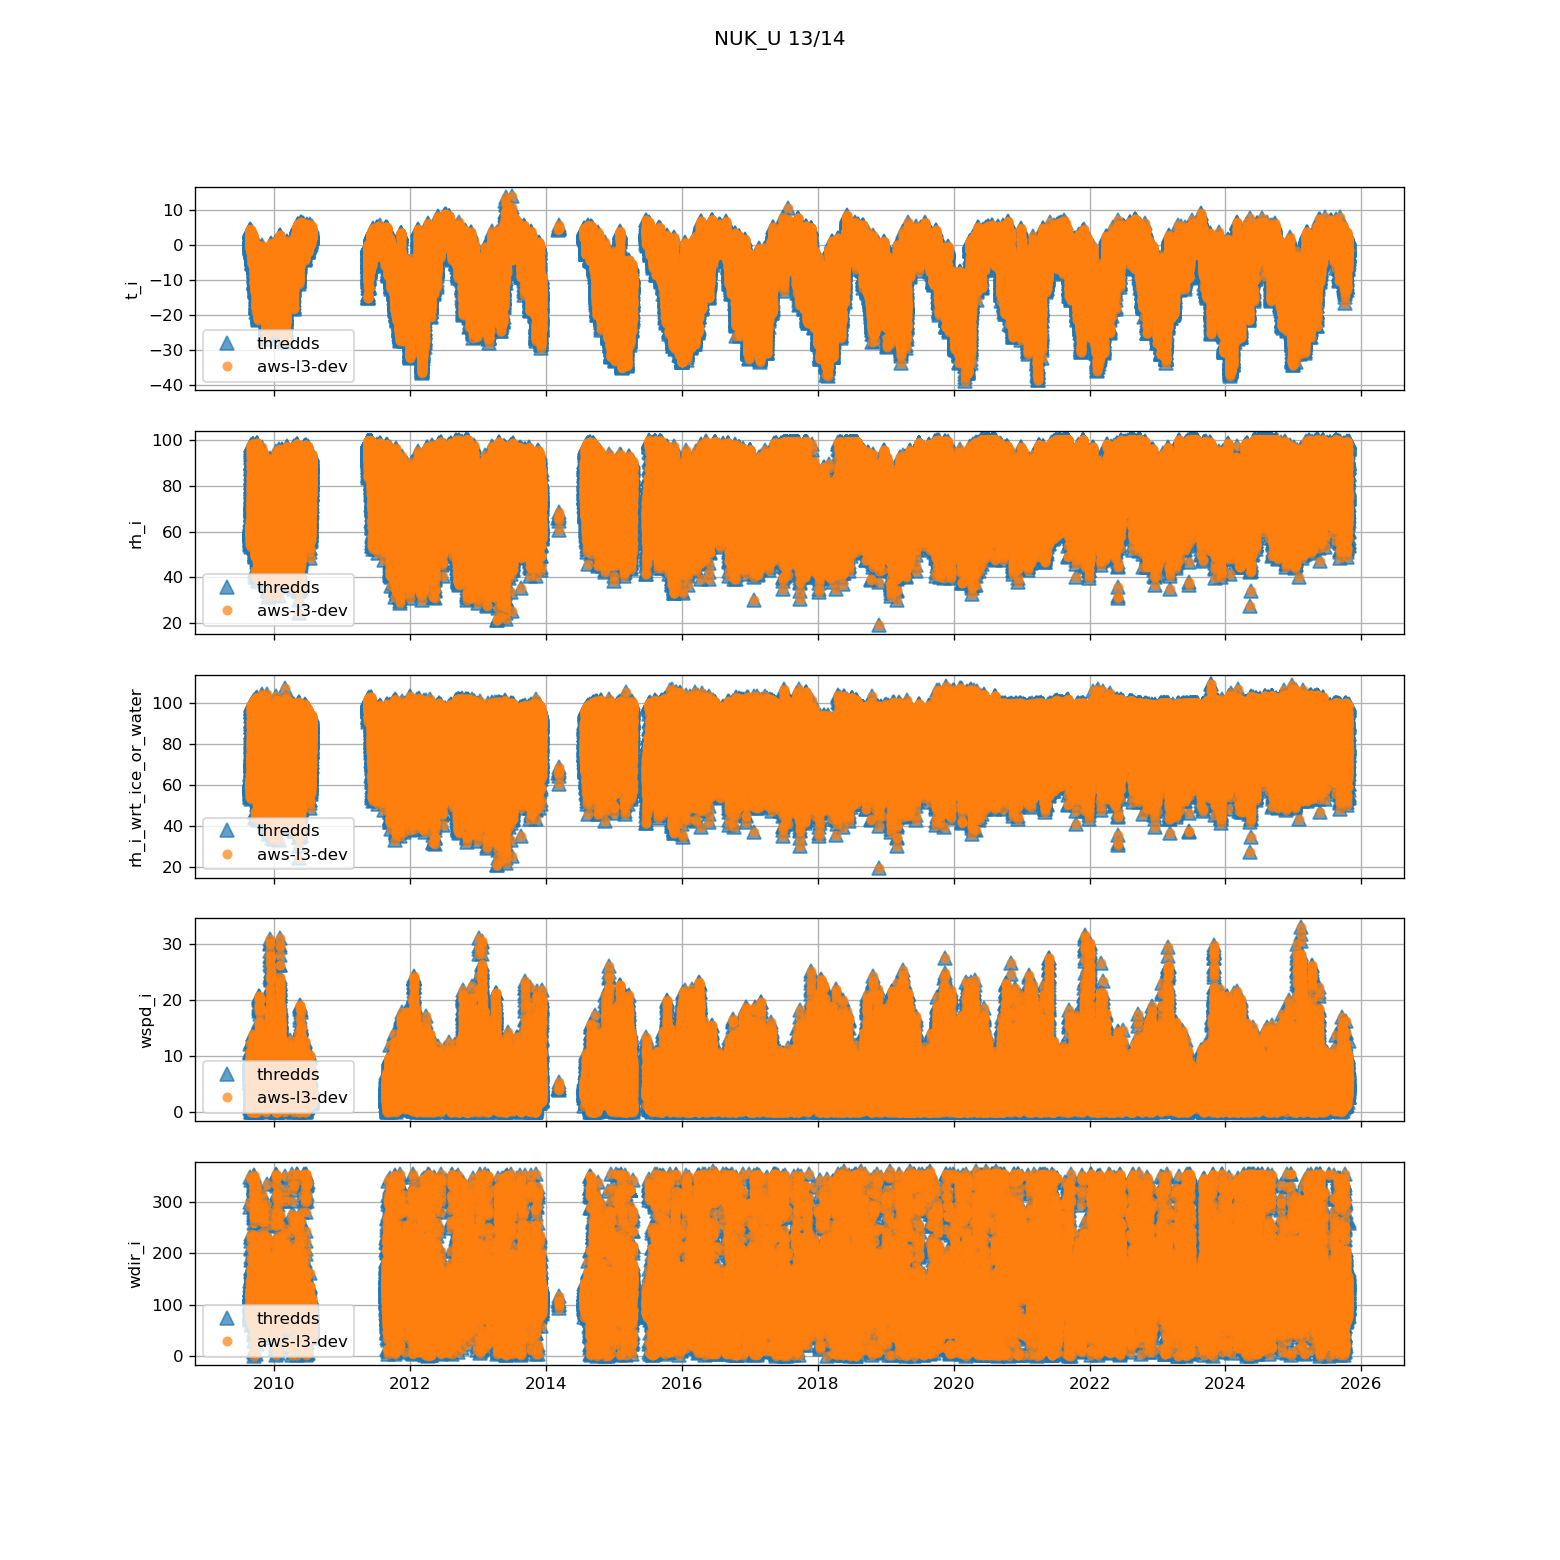 NUK_U 13/14
10
0
−10
−20
−30
−40
t_i
thredds
aws-l3-dev
100
80
60
40
20
rh_i
thredds
aws-l3-dev
100
80
60
40
20
rh_i_wrt_ice_or_water
thredds
aws-l3-dev
30
20
10
0
wspd_i
thredds
aws-l3-dev
300
200
100
0
wdir_i
thredds
aws-l3-dev
2010 2012 2014 2016 2018 2020 2022 2024 2026